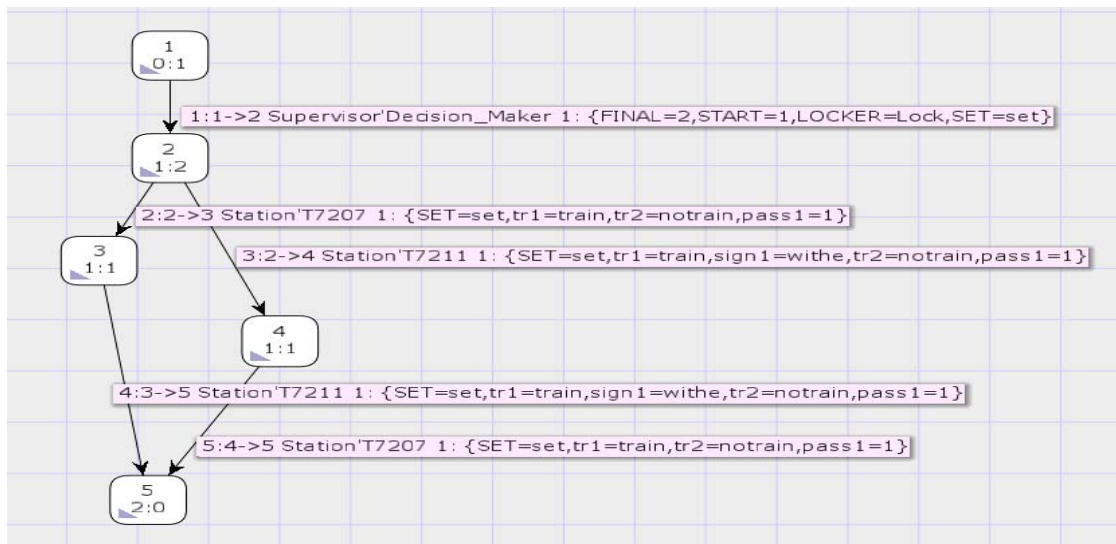 1
0:1
1:1->2 Supervisor'Decision_Maker 1: {FINAL=2,START=1,LOCKER=Lock,SET=set}
2
1:2
2:2->3 Station'T7207 1: {SET=set,tr1=train,tr2=notrain,pass1=1}
3
1:1
3:2->4 Station'T7211 1: {SET=set,tr1=train,sign1=withe,tr2=notrain,pass1=1}
4
1:1
4:3->5 Station'T7211 1: {SET=set,tr1=train,sign1=withe,tr2=notrain,pass1=1}
5:4->5 Station'T7207 1: {SET=set,tr1=train,tr2=notrain,pass1=1}
5
2:0